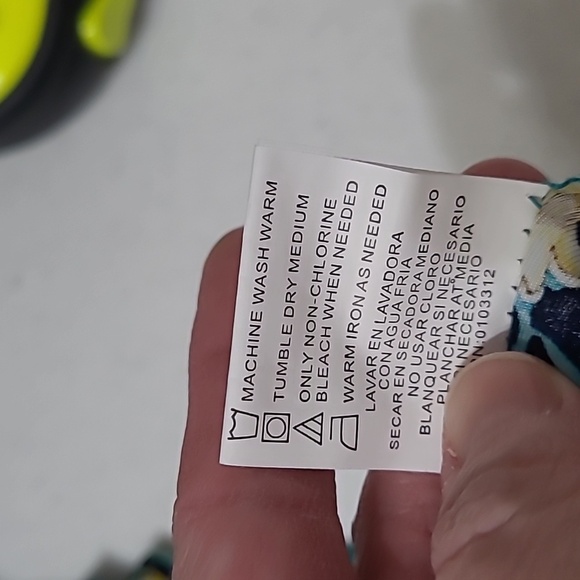 MACHINE WASH WARM
TUMBLE DRY MEDIUM
ONLY NON-CHLORINE
BLEACH WHEN NEEDED
WARM IRON AS NEEDED
LAVAR EN LAVADORA
CON AGUA FRIA
SECAR EN SECADORA MEDIANO
NO USAR CLORO
BLANQUEAR SI NECESARIO
PLANCHAR A T° MEDIA
NECESARIO
N:0103312